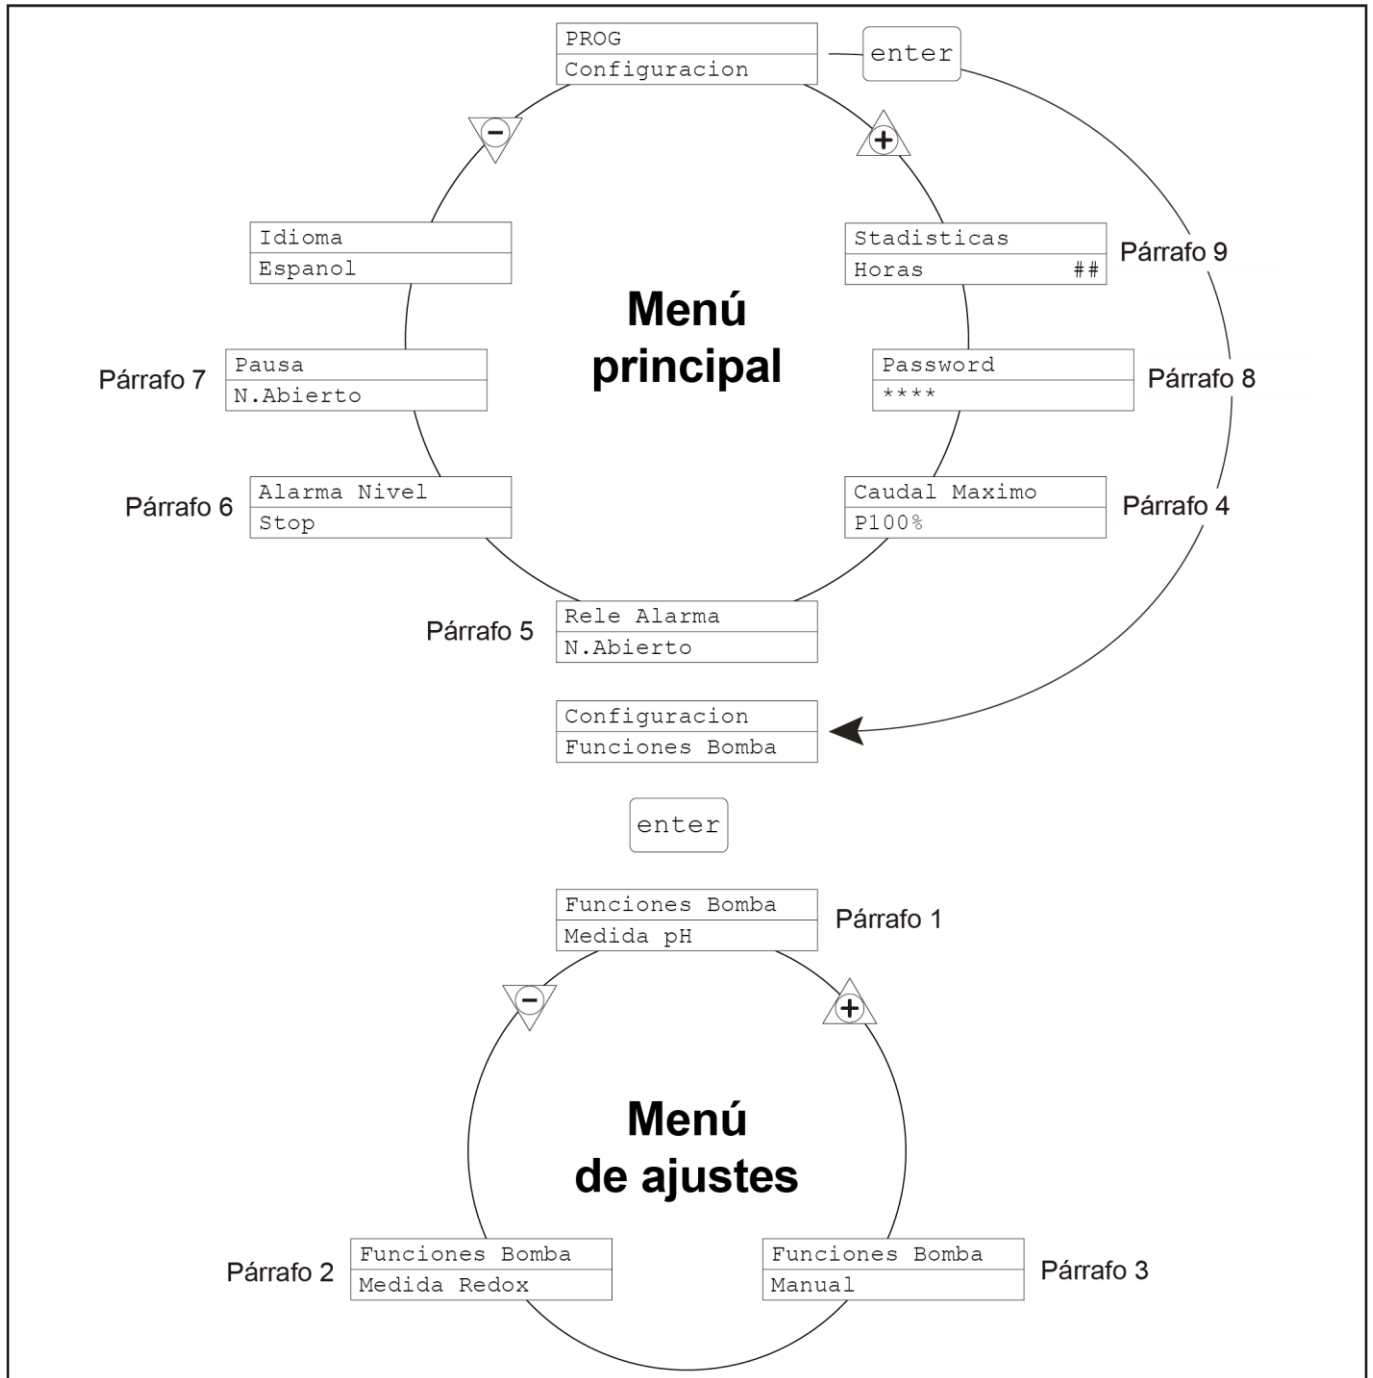 PROG
Configuracion
enter
Idioma
Espanol
Stadisticas
Horas ##
Párrafo 9
Menú
principal
Párrafo 7
Pausa
N.Abierto
Password
****
Párrafo 8
Párrafo 6
Alarma Nivel
Stop
Caudal Maximo
P100%
Párrafo 4
Párrafo 5
Rele Alarma
N.Abierto
Configuracion
Funciones Bomba
enter
Funciones Bomba
Medida pH
Párrafo 1
Menú
de ajustes
Párrafo 2
Funciones Bomba
Medida Redox
Funciones Bomba
Manual
Párrafo 3